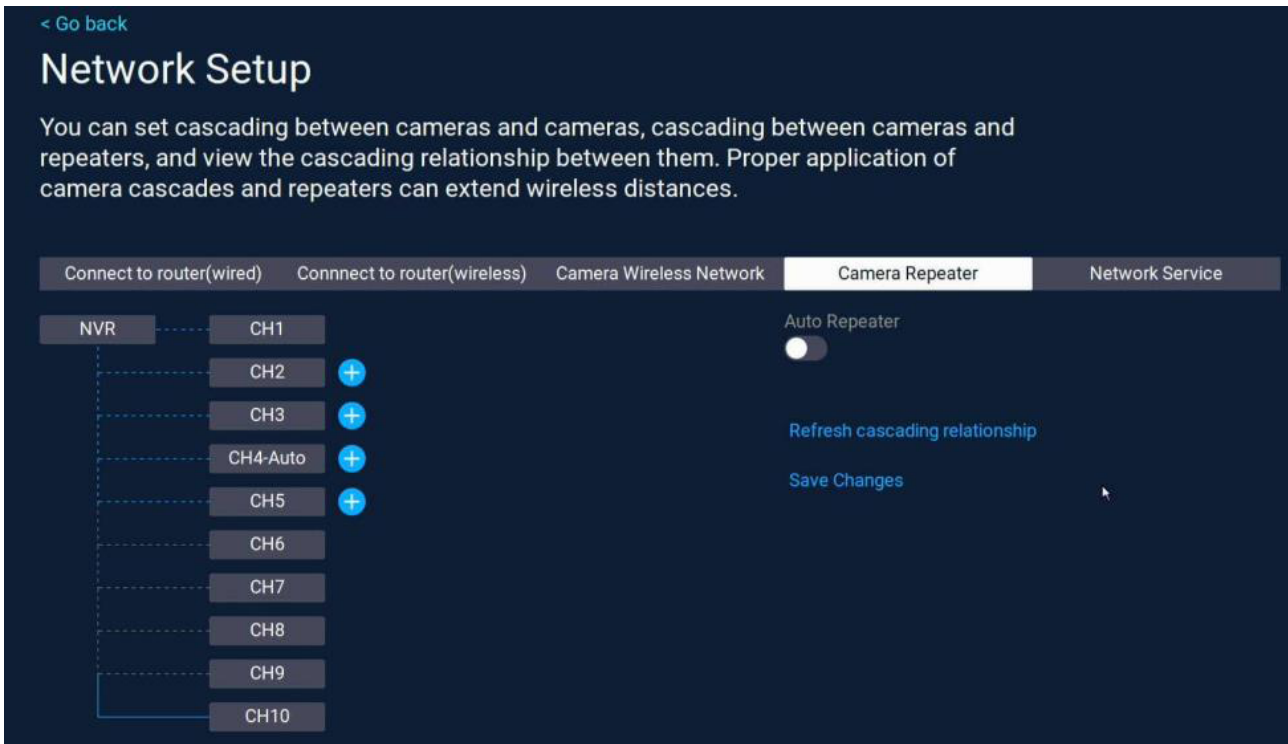 < Go back
Network Setup
You can set cascading between cameras and cameras, cascading between cameras and
repeaters, and view the cascading relationship between them. Proper application of
camera cascades and repeaters can extend wireless distances.
Connect to router(wired) Connnect to router(wireless) Camera Wireless Network Camera Repeater Network Service
NVR CH1
Auto Repeater
CH2
CH3
Refresh cascading relationship
CH4-Auto
Save Changes
CH5
CH6
CH7
CH8
CH9
CH10